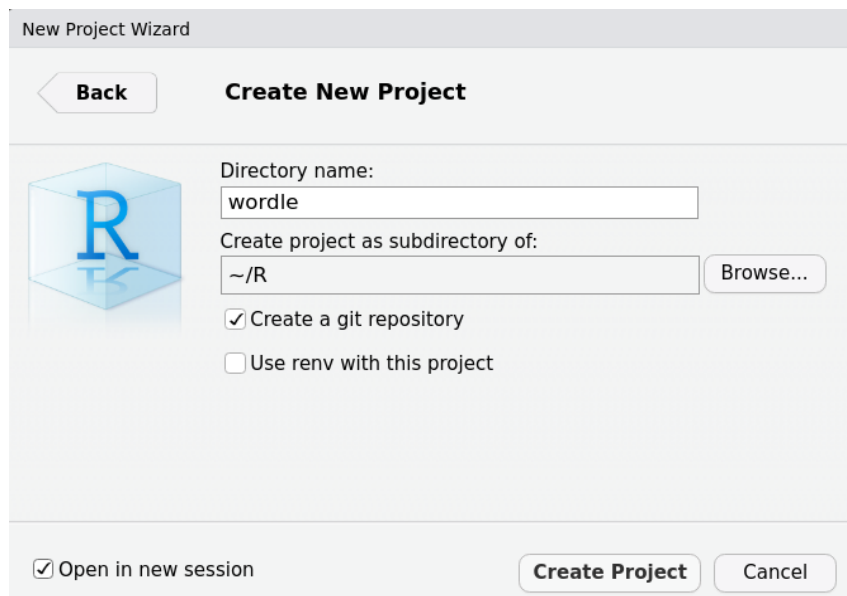 New Project Wizard
Back
Create New Project
Directory name:
wordle
Create project as subdirectory of:
~/R
Browse...
Create a git repository
Use renv with this project
Open in new session
Create Project
Cancel
R